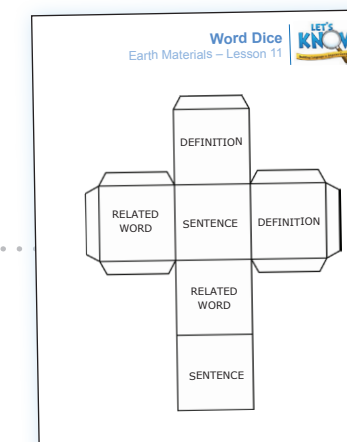 Word Dice
Earth Materials – Lesson 11
LET'S
KNOW
DEFINITION
RELATED
WORD
SENTENCE
DEFINITION
RELATED
WORD
SENTENCE